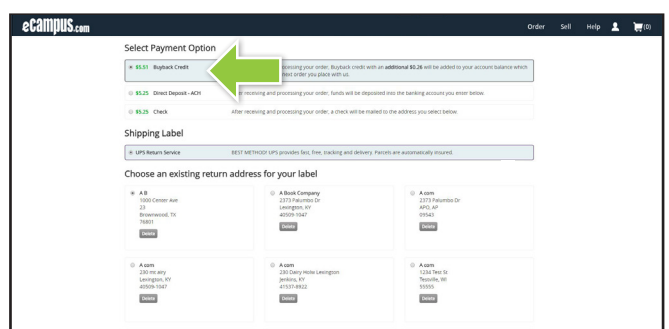 eCampus.com
Order Sell Help (0)
Select Payment Option
$5.51 Buyback Credit processing your order, Buyback credit with an additional $0.26 will be added to your account balance which
next order you place with us.
$5.25 Direct Deposit - ACH After receiving and processing your order, funds will be deposited into the banking account you enter below.
$5.25 Check After receiving and processing your order, a check will be mailed to the address you select below.
Shipping Label
UPS Return Service BEST METHOD! UPS provides fast, free, tracking and delivery. Parcels are automatically insured.
Choose an existing return address for your label
A B
1000 Center Ave
23
Brownwood, TX
76801
Delete
A Book Company
2373 Palumbo Dr
Lexington, KY
40509-1047
Delete
A com
2373 Palumbo Dr
APO, AP
09543
Delete
A com
230 mt airy
Lexington, KY
40509-1047
Delete
A com
230 Dairy Hollw Lexington
Jenkins, KY
41537-8922
Delete
A com
1234 Test St
Testville, WI
55555
Delete